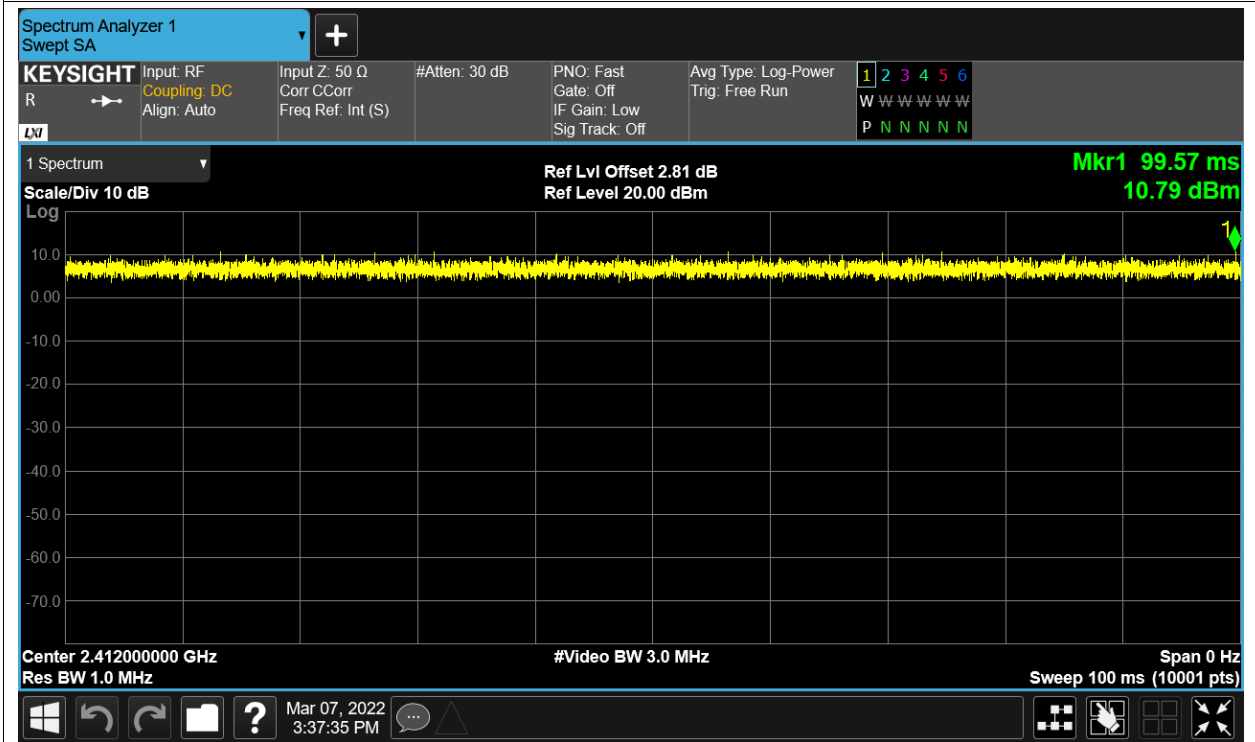 Spectrum Analyzer 1
Swept SA
+
KEYSIGHT
R
LXI
Input: RF
Coupling: DC
Align: Auto
Input Z: 50 Ω
Corr CCorr
Freq Ref: Int (S)
#Atten: 30 dB
PNO: Fast
Gate: Off
IF Gain: Low
Sig Track: Off
Avg Type: Log-Power
Trig: Free Run
1 2 3 4 5 6
W W W W W W
P N N N N N
1 Spectrum
Scale/Div 10 dB
Log
Ref Lvl Offset 2.81 dB
Ref Level 20.00 dBm
Mkr1 99.57 ms
10.79 dBm
1
10.0
0.00
-10.0
-20.0
-30.0
-40.0
-50.0
-60.0
-70.0
Center 2.412000000 GHz
#Video BW 3.0 MHz
Span 0 Hz
Res BW 1.0 MHz
Sweep 100 ms (10001 pts)
?
Mar 07, 2022
3:37:35 PM